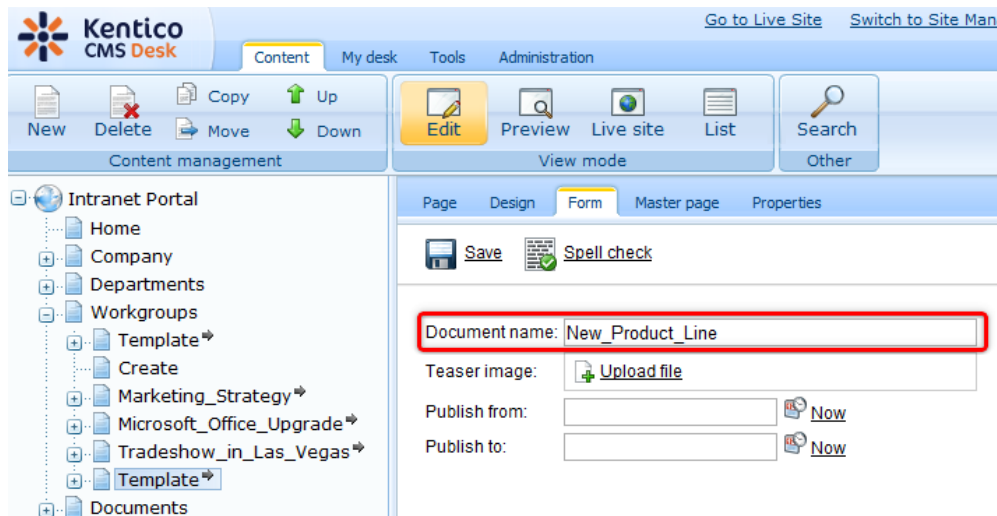 Kentico
CMS Desk
Go to Live Site Switch to Site Man
Content My desk Tools Administration
New Delete Copy Move Up Down
Content management
Edit Preview Live site List
View mode
Search
Other
Intranet Portal
Home
Company
Departments
Workgroups
Template
Create
Marketing_Strategy
Microsoft_Office_Upgrade
Tradeshow_in_Las_Vegas
Template
Documents
Page Design Form Master page Properties
Save Spell check
Document name: New_Product_Line
Teaser image: Upload file
Publish from: Now
Publish to: Now